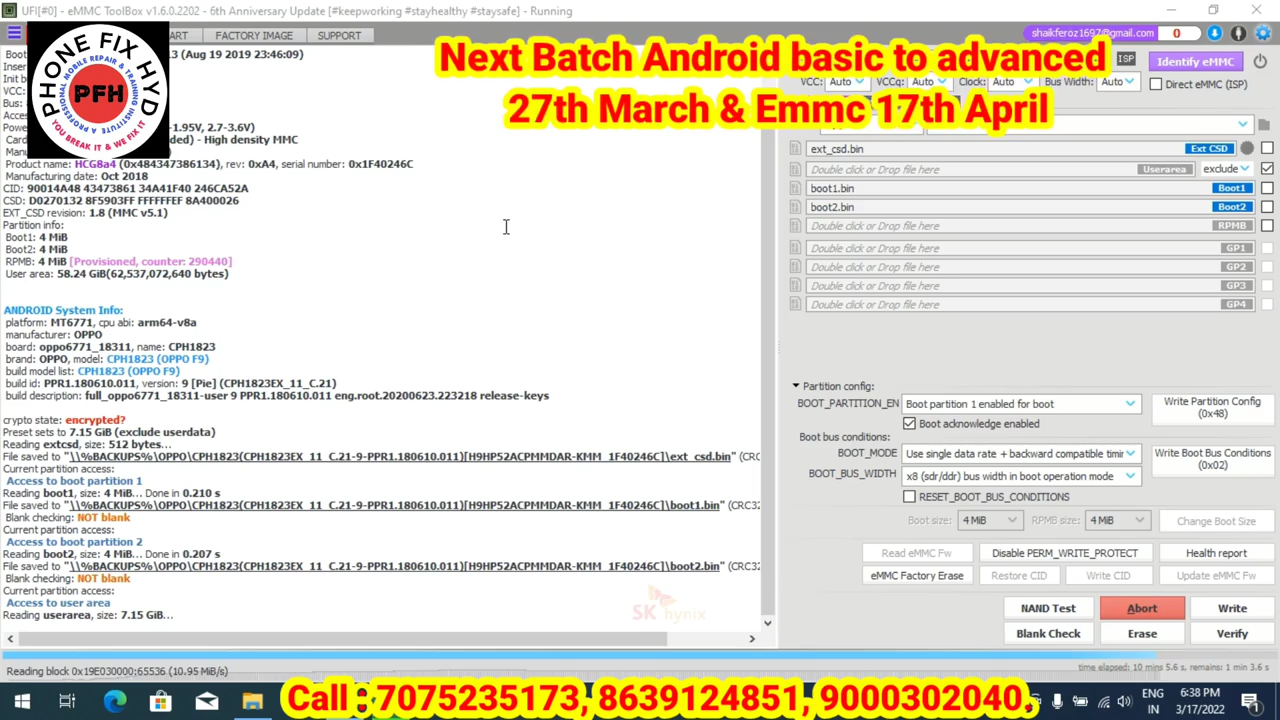 UFI[#0] - eMMC ToolBox v1.6.0.2202 - 6th Anniversary Update [#keepworking #stayhealthy #staysafe] - Running
FACTORY IMAGE
SUPPORT
shaikferoz1697@gmail.com
0
Next Batch Android basic to advanced
27th March & Emmc 17th April
PHONE FIX HYD
MOBILE REPAIR & TRAINING INSTITUTE
PFH
A PROFESSIONAL
YOU BREAK IT & WE FIX IT
ISP
Identify eMMC
VCC: Auto
VCCq: Auto
Clock: Auto
Bus Width: Auto
Direct eMMC (ISP)
13 (Aug 19 2019 23:46:09)
-1.95V, 2.7-3.6V)
- High density MMC
Product name: HCG8a4 (0x484347386134), rev: 0xA4, serial number: 0x1F40246C
Manufacturing date: Oct 2018
CID: 90014A48 43473861 34A41F40 246CA52A
CSD: D0270132 8F5903FF FFFFFFEF 8A400026
EXT_CSD revision: 1.8 (MMC v5.1)
Partition info:
Boot1: 4 MiB
Boot2: 4 MiB
RPMB: 4 MiB [Provisioned, counter: 290440]
User area: 58.24 GiB(62,537,072,640 bytes)
ANDROID System Info:
platform: MT6771, cpu abi: arm64-v8a
manufacturer: OPPO
board: oppo6771_18311, name: CPH1823
brand: OPPO, model: CPH1823 (OPPO F9)
build model list: CPH1823 (OPPO F9)
build id: PPR1.180610.011, version: 9 [Pie] (CPH1823EX_11_C.21)
build description: full_oppo6771_18311-user 9 PPR1.180610.011 eng.root.20200623.223218 release-keys
crypto state: encrypted?
Preset sets to 7.15 GiB (exclude userdata)
Reading extcsd, size: 512 bytes...
File saved to "\\%BACKUPS%\OPPO\CPH1823(CPH1823EX_11_C.21-9-PPR1.180610.011)[H9HP52ACPMMDAR-KMM_1F40246C]\ext_csd.bin" (CRC
Current partition access:
Access to boot partition 1
Reading boot1, size: 4 MiB... Done in 0.210 s
File saved to "\\%BACKUPS%\OPPO\CPH1823(CPH1823EX_11_C.21-9-PPR1.180610.011)[H9HP52ACPMMDAR-KMM_1F40246C]\boot1.bin" (CRC32
Blank checking: NOT blank
Current partition access:
Access to boot partition 2
Reading boot2, size: 4 MiB... Done in 0.207 s
File saved to "\\%BACKUPS%\OPPO\CPH1823(CPH1823EX_11_C.21-9-PPR1.180610.011)[H9HP52ACPMMDAR-KMM_1F40246C]\boot2.bin" (CRC32
Blank checking: NOT blank
Current partition access:
Access to user area
Reading userarea, size: 7.15 GiB...
SK hynix
ext_csd.bin Ext CSD
Double click or Drop file here Userarea exclude
boot1.bin Boot1
boot2.bin Boot2
Double click or Drop file here RPMB
Double click or Drop file here GP1
Double click or Drop file here GP2
Double click or Drop file here GP3
Double click or Drop file here GP4
Partition config:
BOOT_PARTITION_EN Boot partition 1 enabled for boot
Write Partition Config (0x48)
Boot acknowledge enabled
Boot bus conditions:
BOOT_MODE Use single data rate + backward compatible timin
Write Boot Bus Conditions (0x02)
BOOT_BUS_WIDTH x8 (sdr/ddr) bus width in boot operation mode
RESET_BOOT_BUS_CONDITIONS
Boot size: 4 MiB RPMB size: 4 MiB Change Boot Size
Read eMMC Fw Disable PERM_WRITE_PROTECT Health report
eMMC Factory Erase Restore CID Write CID Update eMMC Fw
NAND Test Abort Write
Blank Check Erase Verify
Reading block 0x19E030000:65536 (10.95 MiB/s)
time elapsed: 10 mins 5.6 s, remains: 1 min 3.6 s
Call : 7075235173, 8639124851, 9000302040,
ENG
IN
6:38 PM
3/17/2022
1